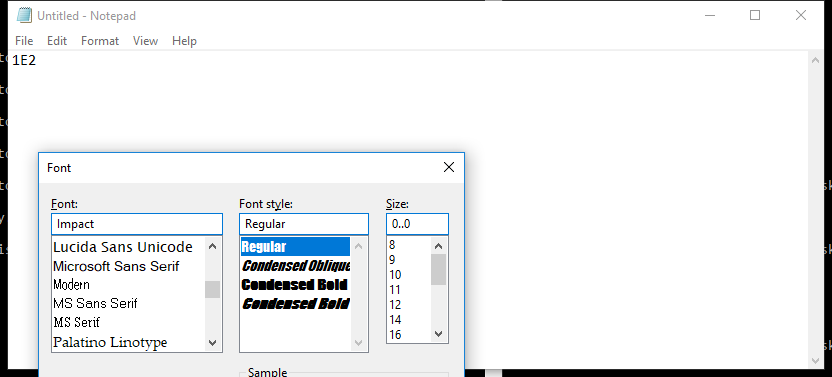 Untitled - Notepad
File Edit Format View Help
1E2
Font
Font: Font style: Size:
Impact Regular 0..0
Lucida Sans Unicode
Microsoft Sans Serif
Modern
MS Sans Serif
MS Serif
Palatino Linotype
Regular
Condensed Oblique
Condensed Bold
Condensed Bold
8
9
10
11
12
14
16
Sample